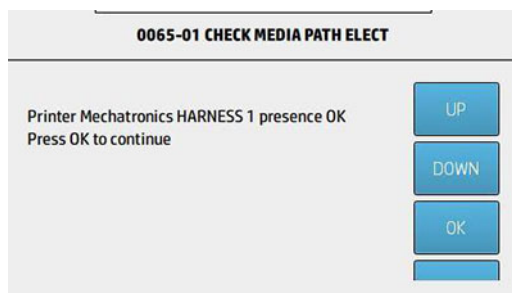 0065-01 CHECK MEDIA PATH ELECT
Printer Mechatronics HARNESS 1 presence OK
Press OK to continue
UP
DOWN
OK